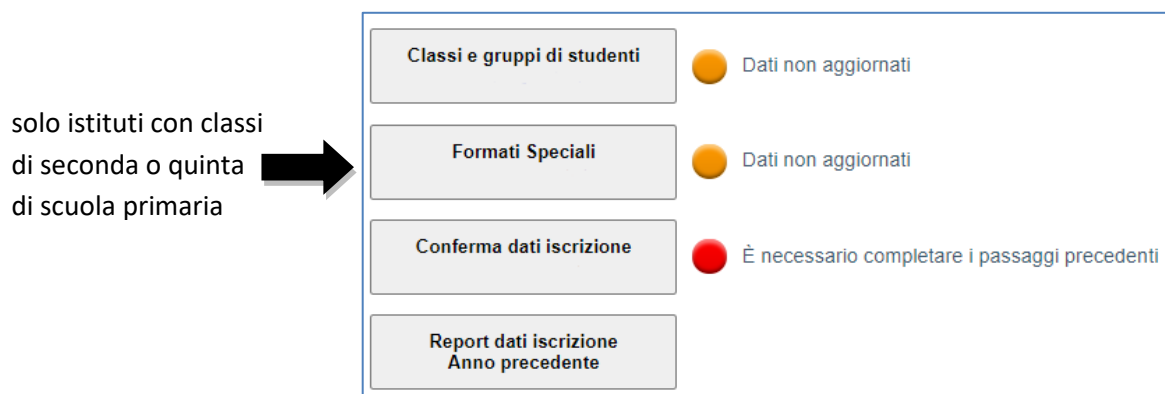 Classi e gruppi di studenti
Dati non aggiornati
solo istituti con classi
di seconda o quinta
di scuola primaria
Formati Speciali
Dati non aggiornati
Conferma dati iscrizione
È necessario completare i passaggi precedenti
Report dati iscrizione
Anno precedente